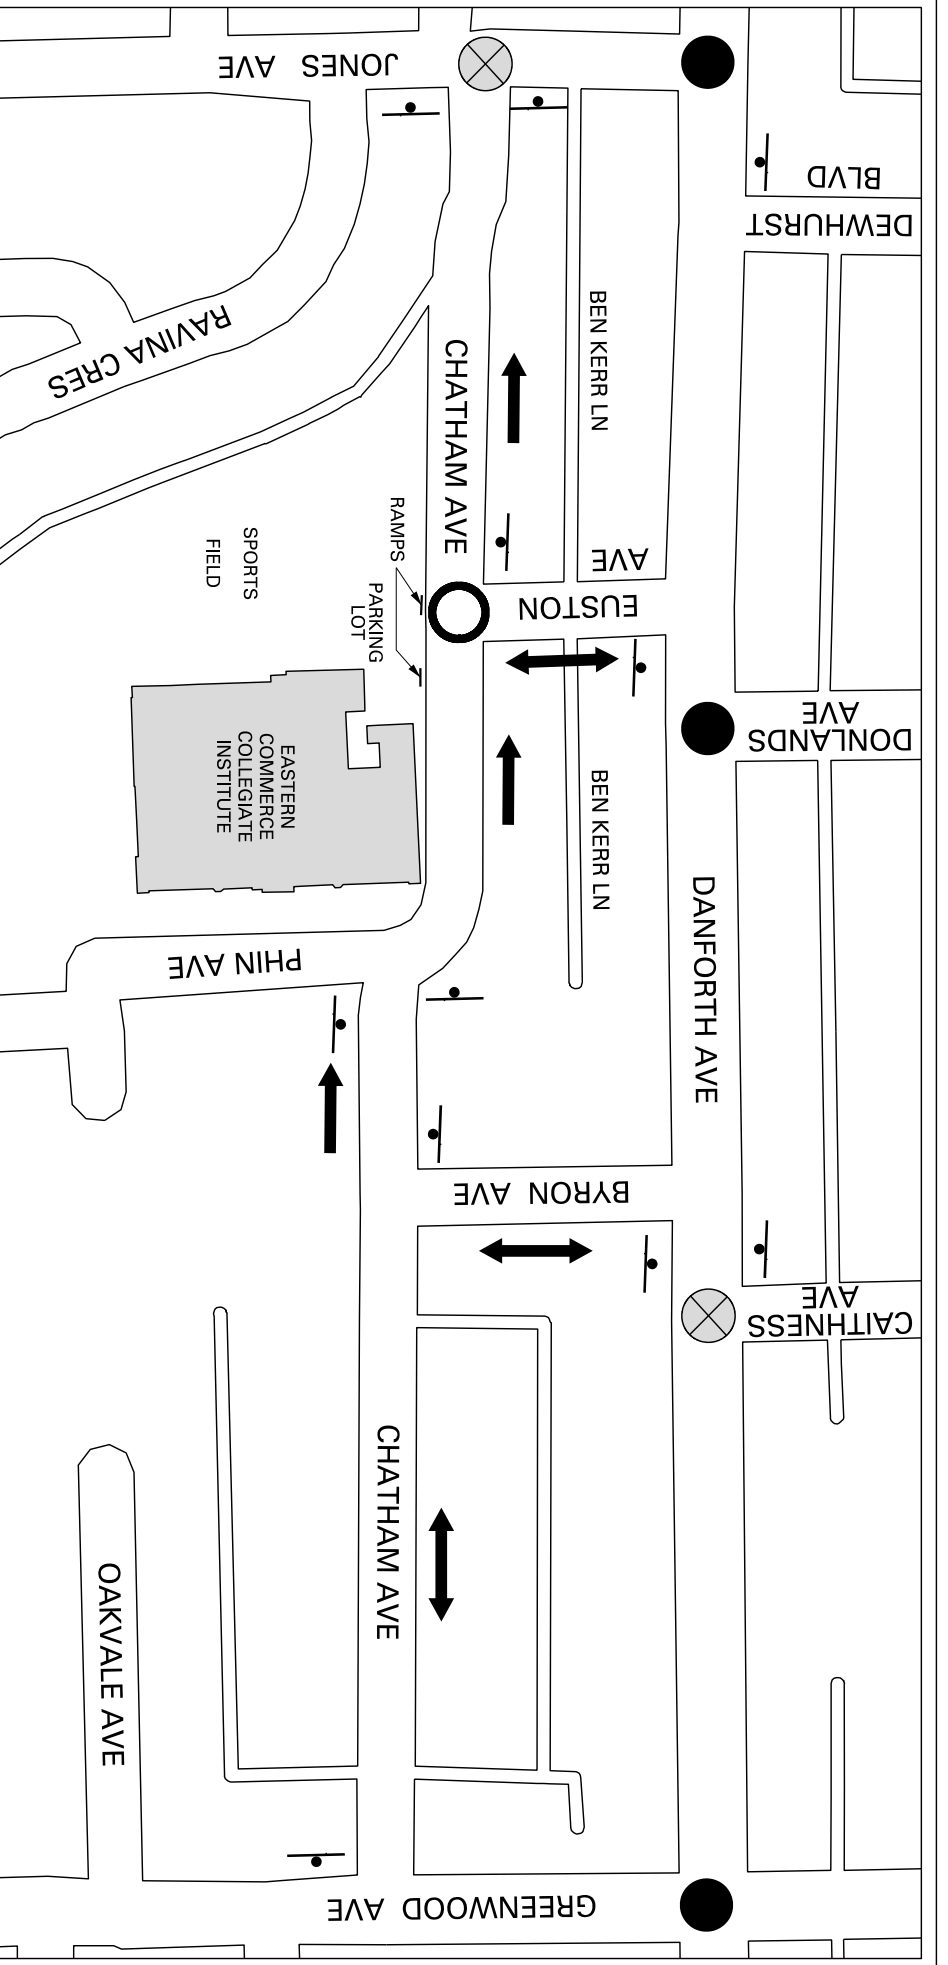 JONES AVE
BLVD
DEWHURST
RAVINA CRES
CHATHAM AVE
BEN KERR LN
RAMPS
SPORTS
FIELD
PARKING
LOT
AVE
EUSTON
AVE
DONLANDS
EASTERN
COMMERCE
COLLEGIATE
INSTITUTE
BEN KERR LN
DANFORTH AVE
PHIN AVE
BYRON AVE
AVE
CAITHNESS
CHATHAM AVE
OAKVALE AVE
GREENWOOD AVE